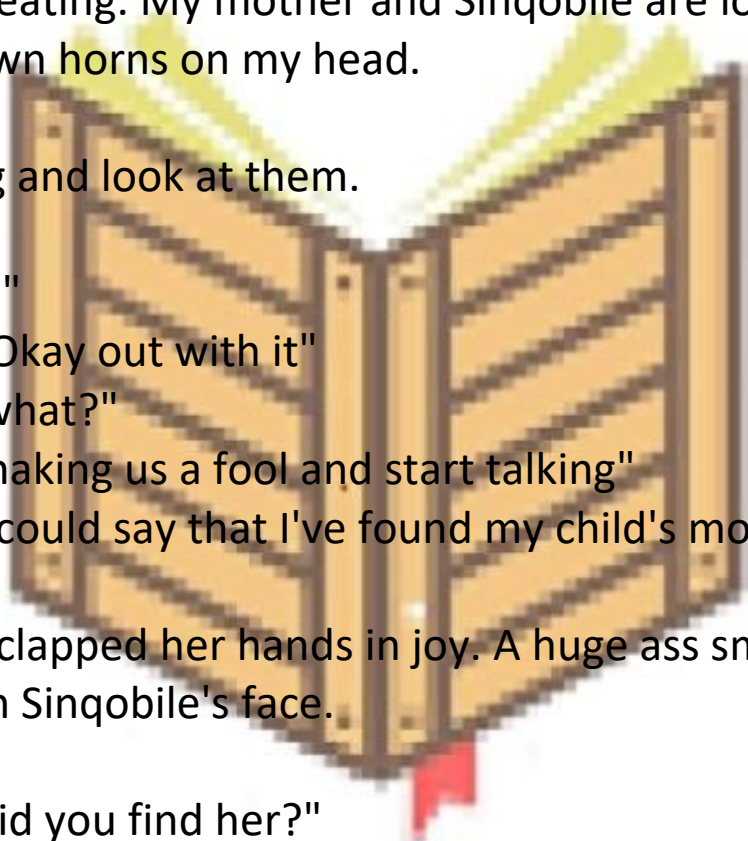 eating. My mother and Sinqobile are lo
wn horns on my head.
g and look at them.
"
Okay out with it"
what?"
naking us a fool and start talking"
could say that I've found my child's mo
clapped her hands in joy. A huge ass sm
n Sinqobile's face.
id you find her?"